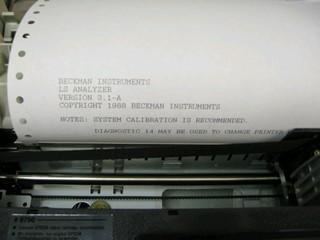 BECKMAN INSTRUMENTS
LS ANALYZER
VERSION 3.1-A
COPYRIGHT 1988 BECKMAN INSTRUMENTS
NOTES: SYSTEM CALIBRATION IS RECOMMENDED.
DIAGNOSTIC 14 MAY BE USED TO CHANGE PRINTER